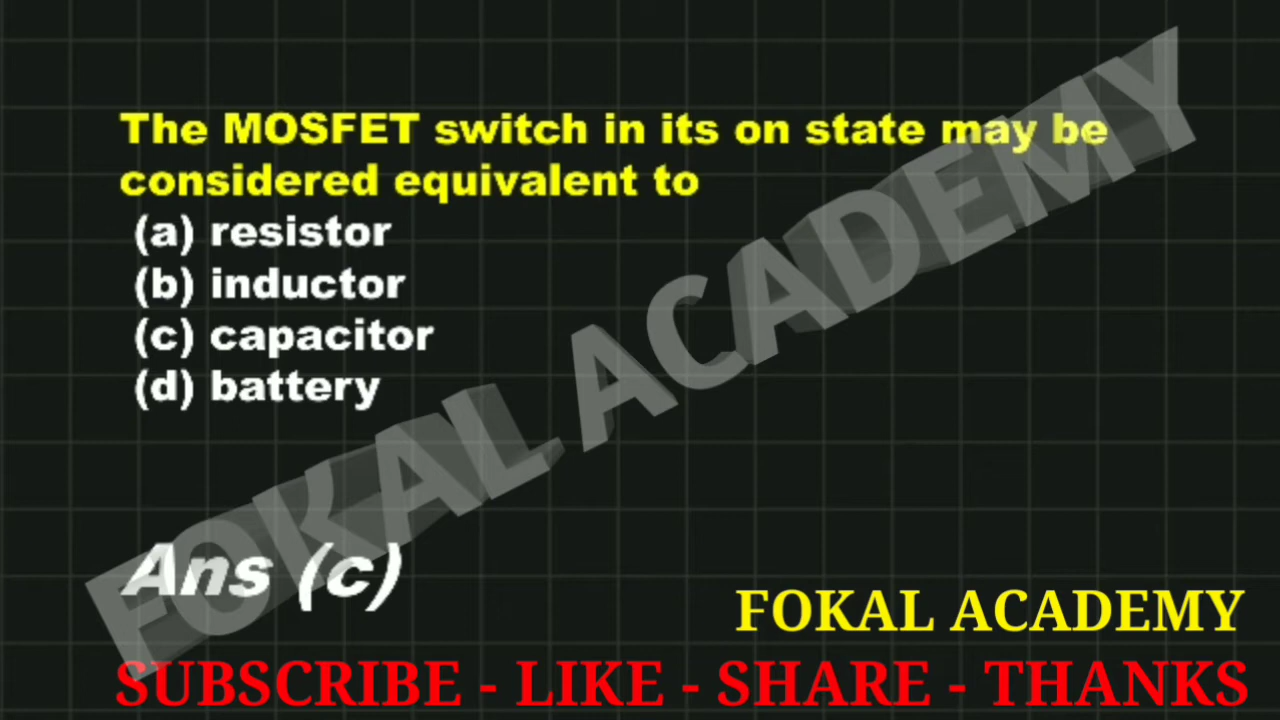 The MOSFET switch in its on state may be
considered equivalent to
(a) resistor
(b) inductor
(c) capacitor
(d) battery
FOKAL ACADEMY
Ans (c)
FOKAL ACADEMY
SUBSCRIBE - LIKE - SHARE - THANKS